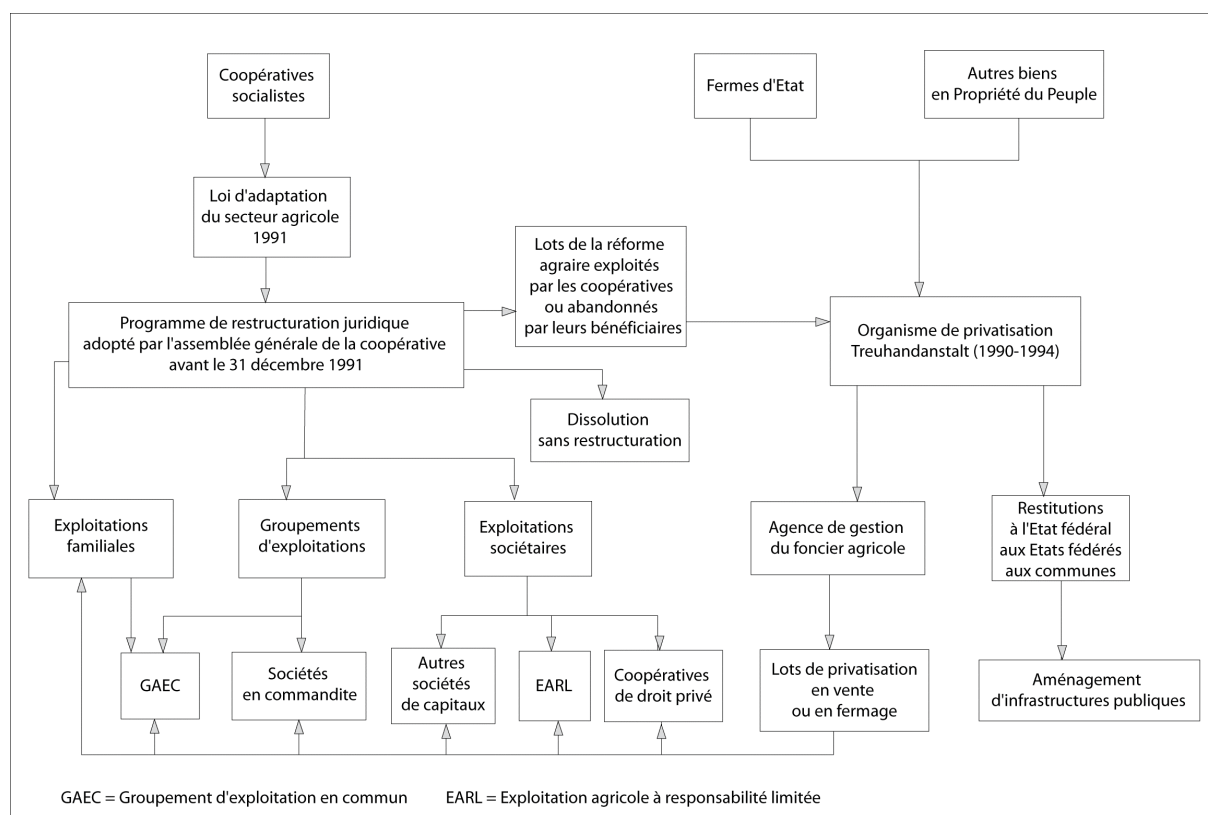 Coopératives
socialistes
Fermes d'Etat
Autres biens
en Propriété du Peuple
Loi d'adaptation
du secteur agricole
1991
Lots de la réforme
agraire exploités
par les coopératives
ou abandonnés
par leurs bénéficiaires
Programme de restructuration juridique
adopté par l'assemblée générale de la coopérative
avant le 31 décembre 1991
Organisme de privatisation
Treuhandanstalt (1990-1994)
Dissolution
sans restructuration
Exploitations
familiales
Groupements
d'exploitations
Exploitations
sociétaires
Agence de gestion
du foncier agricole
Restitutions
à l'Etat fédéral
aux Etats fédérés
aux communes
GAEC
Sociétés
en commandite
Autres
sociétés
de capitaux
EARL
Coopératives
de droit privé
Lots de privatisation
en vente
ou en fermage
Aménagement
d'infrastructures publiques
GAEC = Groupement d'exploitation en commun
EARL = Exploitation agricole à responsabilité limitée